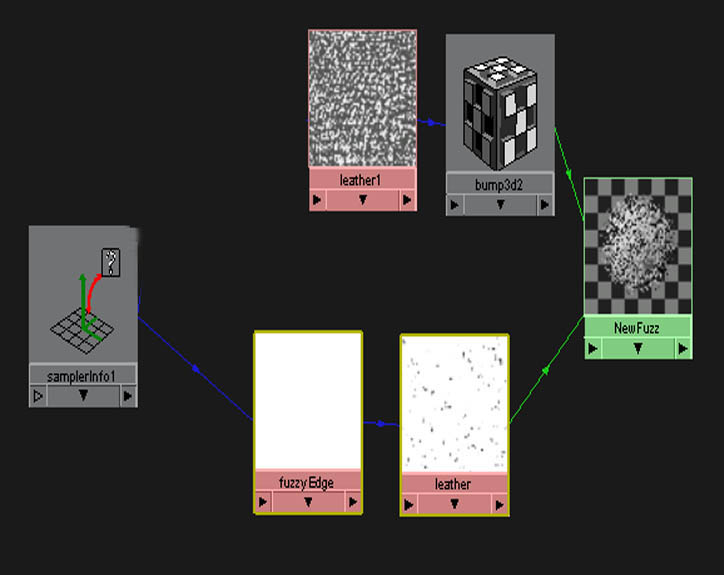 leather1
bump3d2
NewFuzz
?
samplerInfo1
fuzzyEdge
leather